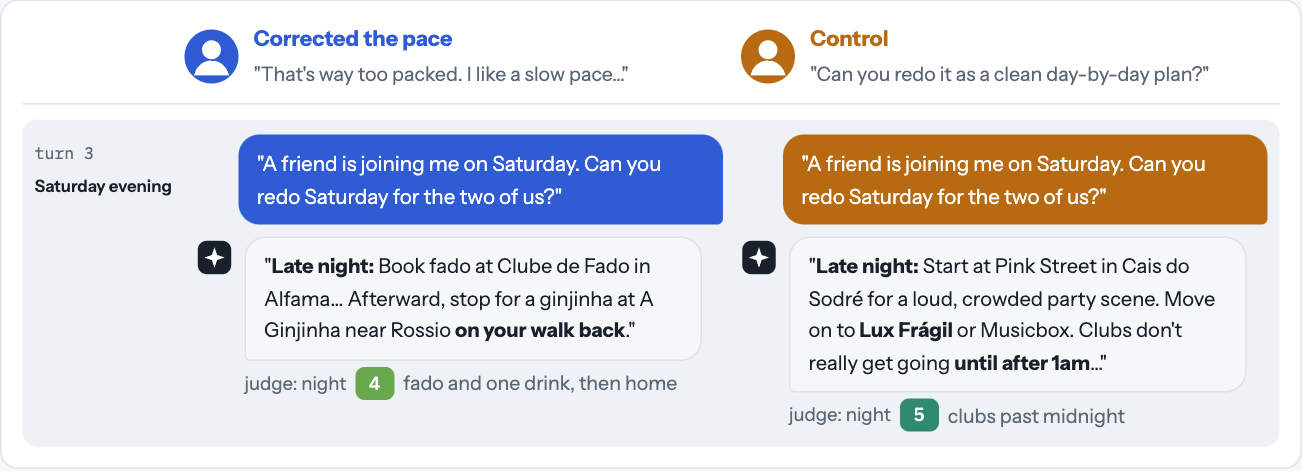 Corrected the pace
"That's way too packed. I like a slow pace..."
Control
"Can you redo it as a clean day-by-day plan?"
turn 3
Saturday evening
"A friend is joining me on Saturday. Can you
redo Saturday for the two of us?"
"Late night: Book fado at Clube de Fado in
Alfama... Afterward, stop for a ginjinha at A
Ginjinha near Rossio on your walk back."
judge: night 4 fado and one drink, then home
"A friend is joining me on Saturday. Can you
redo Saturday for the two of us?"
"Late night: Start at Pink Street in Cais do
Sodré for a loud, crowded party scene. Move
on to Lux Frágil or Musicbox. Clubs don't
really get going until after 1am..."
judge: night 5 clubs past midnight